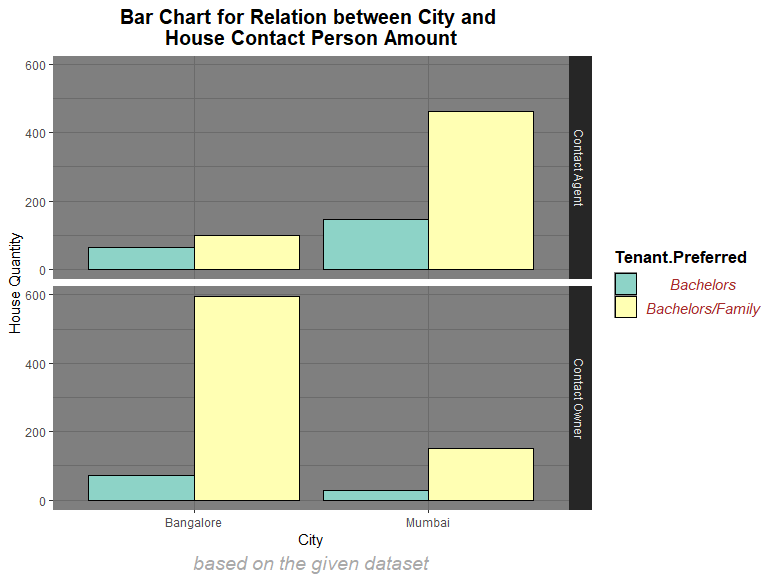 Bar Chart for Relation between City and
House Contact Person Amount
House Quantity
600
400
200
0
Contact Agent
600
400
200
0
Contact Owner
Bangalore
Mumbai
City
based on the given dataset
Tenant.Preferred
Bachelors
Bachelors/Family